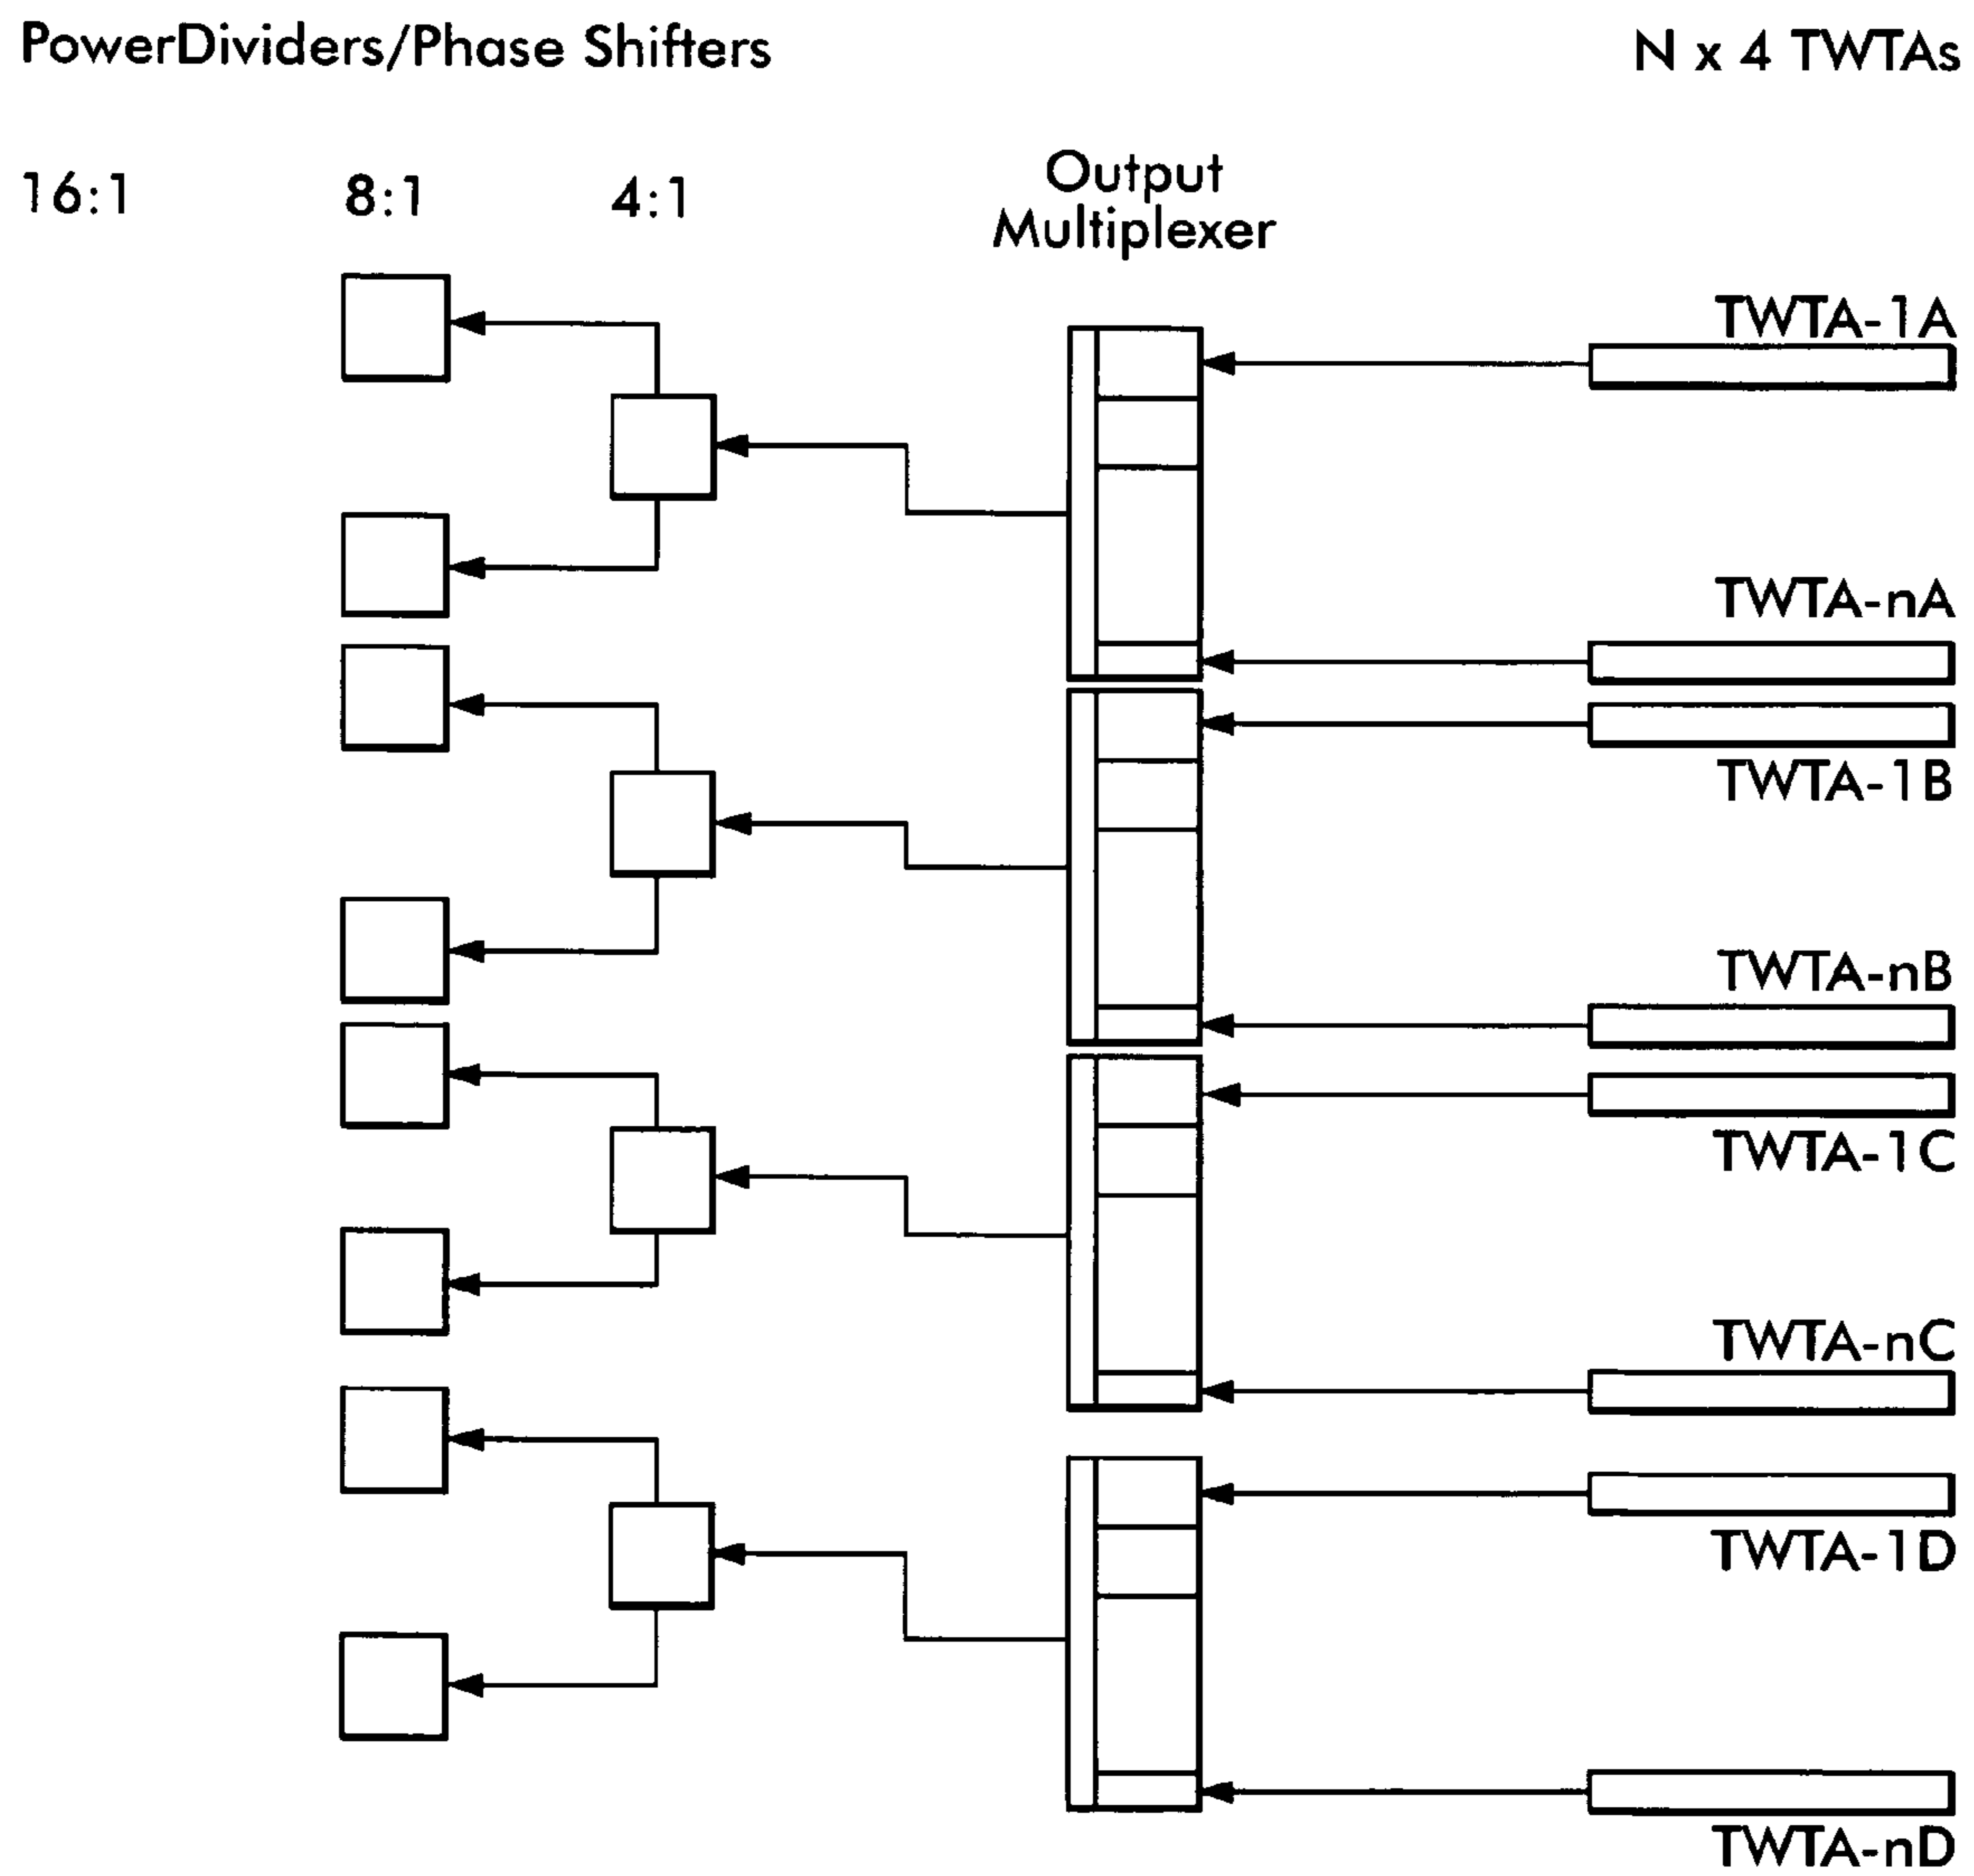 PowerDividers/Phase Shifters
N x 4 TWTAs
16:1
8:1
4:1
Output
Multiplexer
TWTA-1A
TWTA-nA
TWTA-1B
TWTA-nB
TWTA-1C
TWTA-nC
TWTA-1D
TWTA-nD